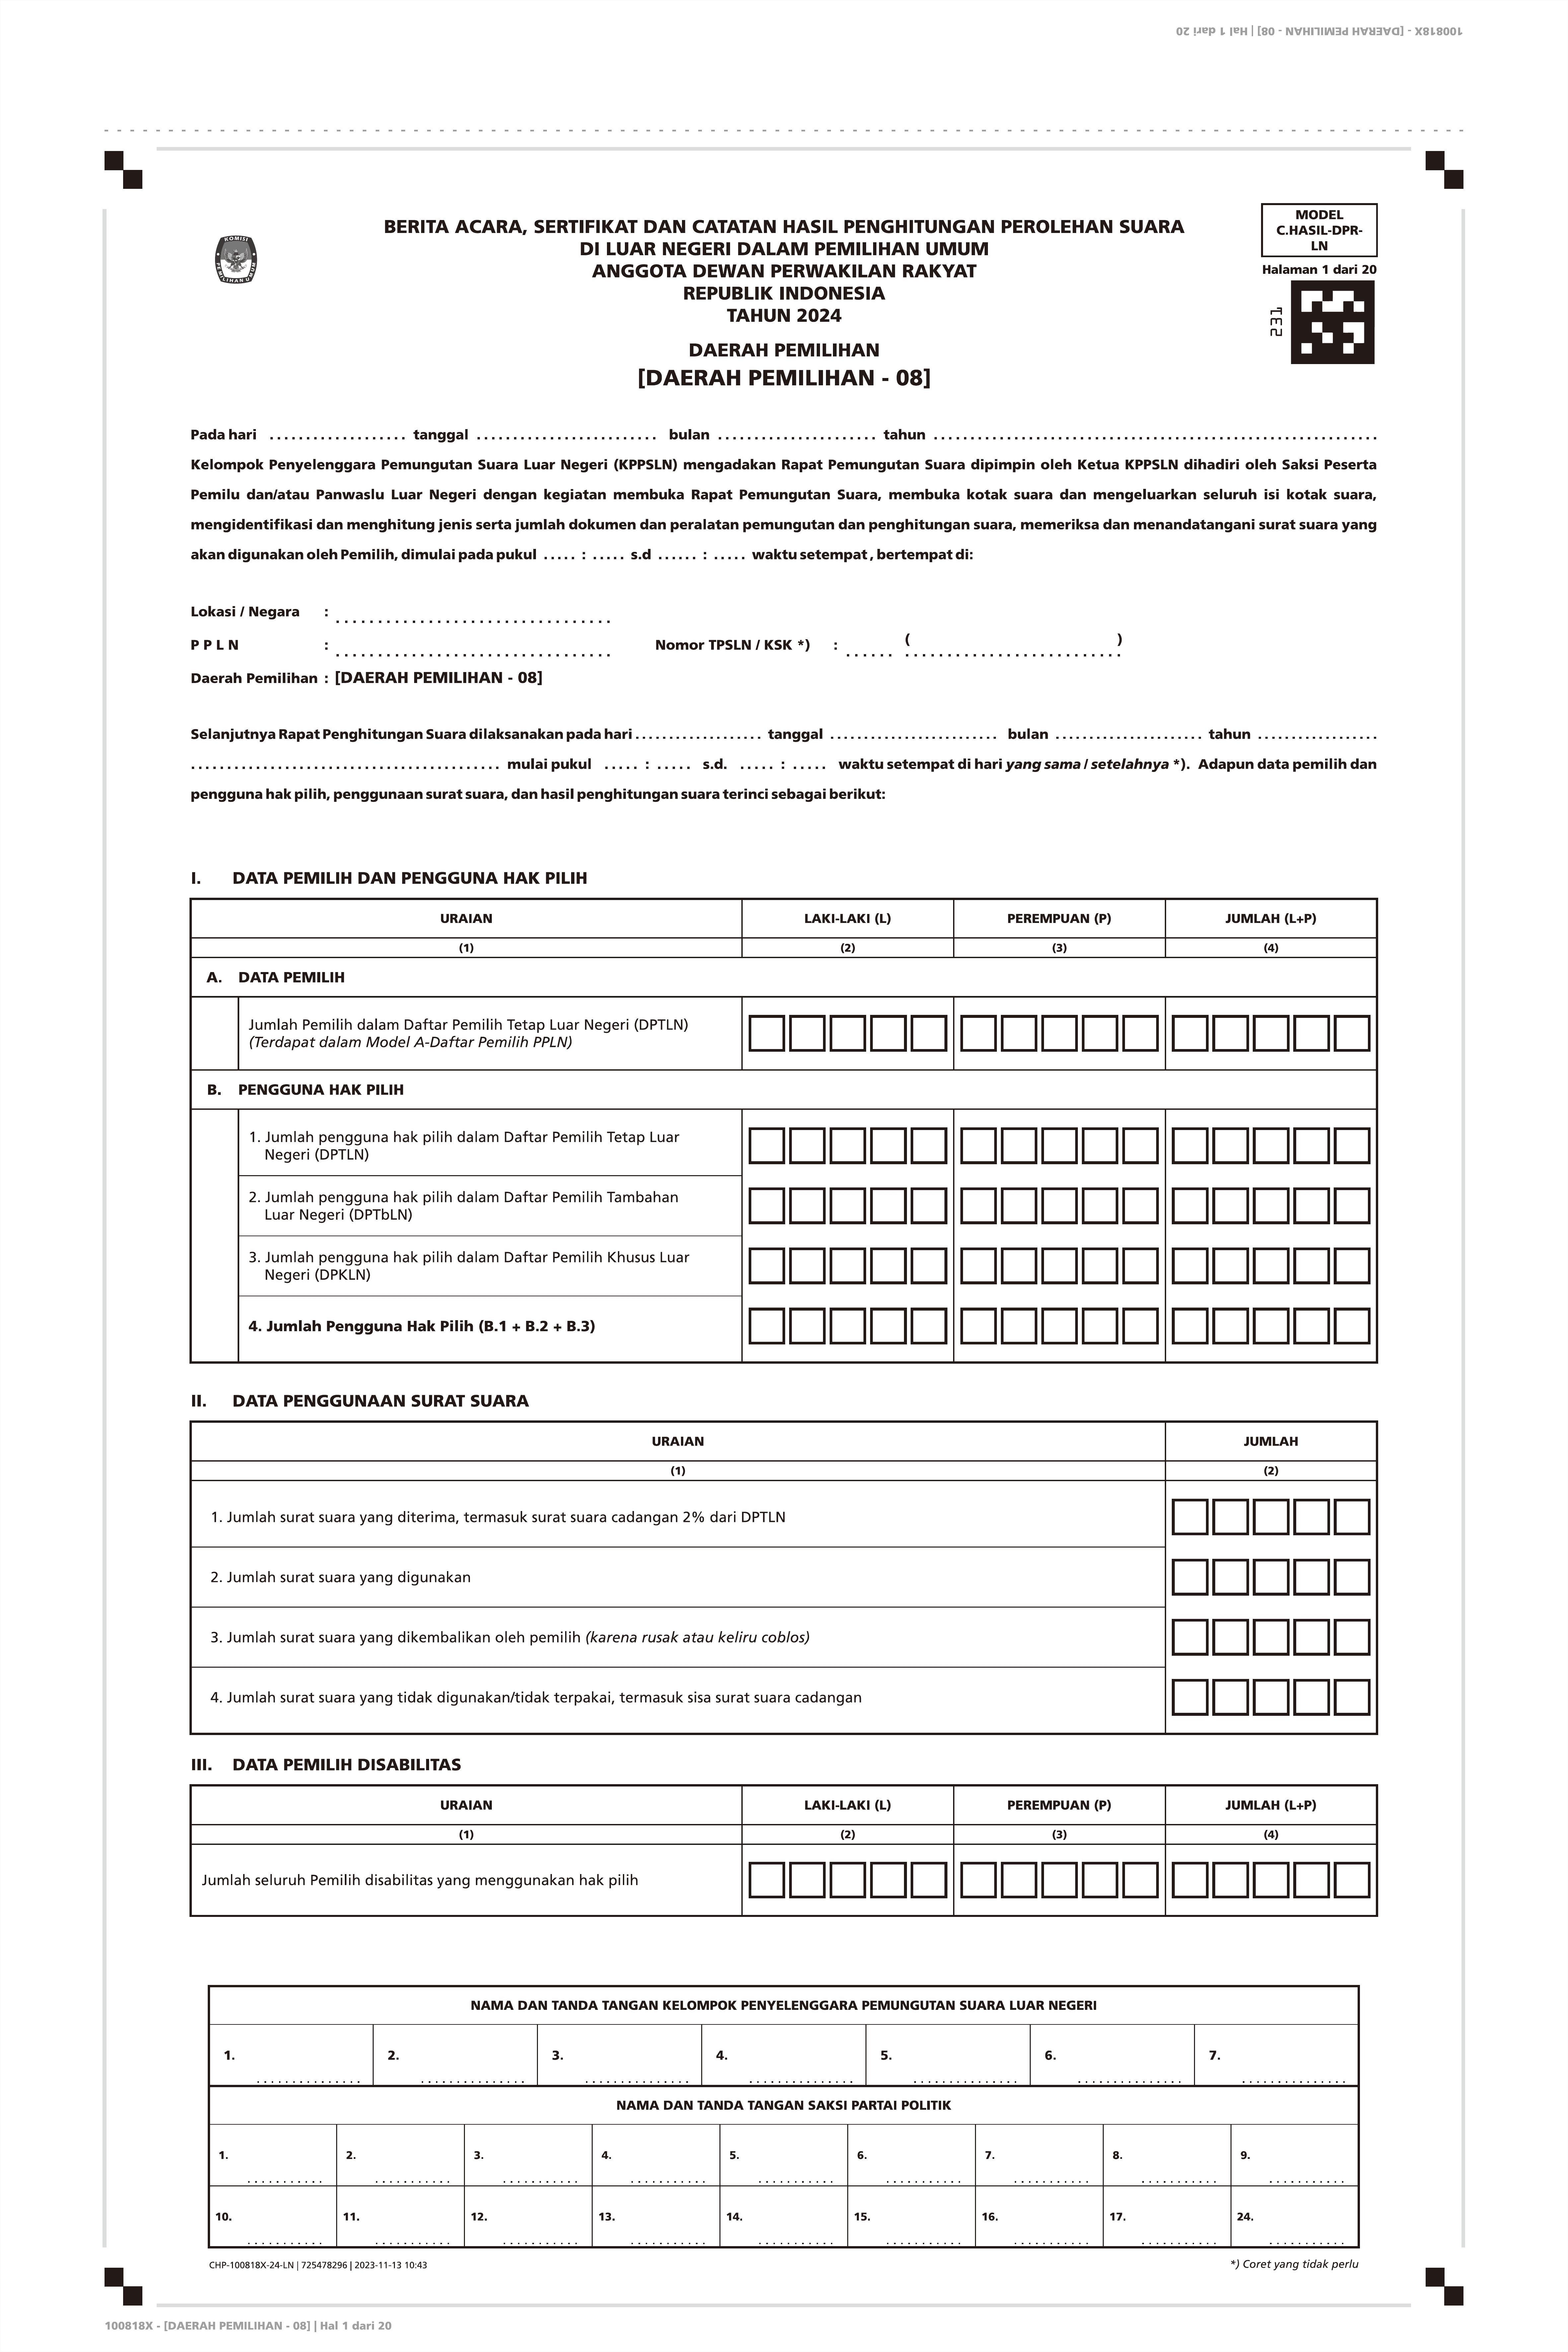 100818X - [DAERAH PEMILIHAN - 08] | Hal 1 dari 20
KOMISI
PEMILIHAN UMUM
BERITA ACARA, SERTIFIKAT DAN CATATAN HASIL PENGHITUNGAN PEROLEHAN SUARA
DI LUAR NEGERI DALAM PEMILIHAN UMUM
ANGGOTA DEWAN PERWAKILAN RAKYAT
REPUBLIK INDONESIA
TAHUN 2024
DAERAH PEMILIHAN
[DAERAH PEMILIHAN - 08]
MODEL
C.HASIL-DPR-
LN
Halaman 1 dari 20
231
Pada hari ................... tanggal ......................... bulan ...................... tahun .............................................................
Kelompok Penyelenggara Pemungutan Suara Luar Negeri (KPPSLN) mengadakan Rapat Pemungutan Suara dipimpin oleh Ketua KPPSLN dihadiri oleh Saksi Peserta
Pemilu dan/atau Panwaslu Luar Negeri dengan kegiatan membuka Rapat Pemungutan Suara, membuka kotak suara dan mengeluarkan seluruh isi kotak suara,
mengidentifikasi dan menghitung jenis serta jumlah dokumen dan peralatan pemungutan dan penghitungan suara, memeriksa dan menandatangani surat suara yang
akan digunakan oleh Pemilih, dimulai pada pukul ..... : ..... s.d ...... : ..... waktu setempat , bertempat di:
Lokasi / Negara : .................................
P P L N : ................................. Nomor TPSLN / KSK *) : ...... ( .......................... )
Daerah Pemilihan : [DAERAH PEMILIHAN - 08]
Selanjutnya Rapat Penghitungan Suara dilaksanakan pada hari ................... tanggal ......................... bulan ...................... tahun ..................
........................................... mulai pukul ..... : ..... s.d. ..... : ..... waktu setempat di hari yang sama / setelahnya *). Adapun data pemilih dan
pengguna hak pilih, penggunaan surat suara, dan hasil penghitungan suara terinci sebagai berikut:
I. DATA PEMILIH DAN PENGGUNA HAK PILIH
URAIAN LAKI-LAKI (L) PEREMPUAN (P) JUMLAH (L+P)
(1) (2) (3) (4)
A. DATA PEMILIH
Jumlah Pemilih dalam Daftar Pemilih Tetap Luar Negeri (DPTLN)
(Terdapat dalam Model A-Daftar Pemilih PPLN)
B. PENGGUNA HAK PILIH
1. Jumlah pengguna hak pilih dalam Daftar Pemilih Tetap Luar
Negeri (DPTLN)
2. Jumlah pengguna hak pilih dalam Daftar Pemilih Tambahan
Luar Negeri (DPTbLN)
3. Jumlah pengguna hak pilih dalam Daftar Pemilih Khusus Luar
Negeri (DPKLN)
4. Jumlah Pengguna Hak Pilih (B.1 + B.2 + B.3)
II. DATA PENGGUNAAN SURAT SUARA
URAIAN JUMLAH
(1) (2)
1. Jumlah surat suara yang diterima, termasuk surat suara cadangan 2% dari DPTLN
2. Jumlah surat suara yang digunakan
3. Jumlah surat suara yang dikembalikan oleh pemilih (karena rusak atau keliru coblos)
4. Jumlah surat suara yang tidak digunakan/tidak terpakai, termasuk sisa surat suara cadangan
III. DATA PEMILIH DISABILITAS
URAIAN LAKI-LAKI (L) PEREMPUAN (P) JUMLAH (L+P)
(1) (2) (3) (4)
Jumlah seluruh Pemilih disabilitas yang menggunakan hak pilih
NAMA DAN TANDA TANGAN KELOMPOK PENYELENGGARA PEMUNGUTAN SUARA LUAR NEGERI
1. ............... 2. ............... 3. ............... 4. ............... 5. ............... 6. ............... 7. ...............
NAMA DAN TANDA TANGAN SAKSI PARTAI POLITIK
1. ........... 2. ........... 3. ........... 4. ........... 5. ........... 6. ........... 7. ........... 8. ........... 9. ...........
10. ........... 11. ........... 12. ........... 13. ........... 14. ........... 15. ........... 16. ........... 17. ........... 24. ...........
CHP-100818X-24-LN | 725478296 | 2023-11-13 10:43 *) Coret yang tidak perlu
100818X - [DAERAH PEMILIHAN - 08] | Hal 1 dari 20